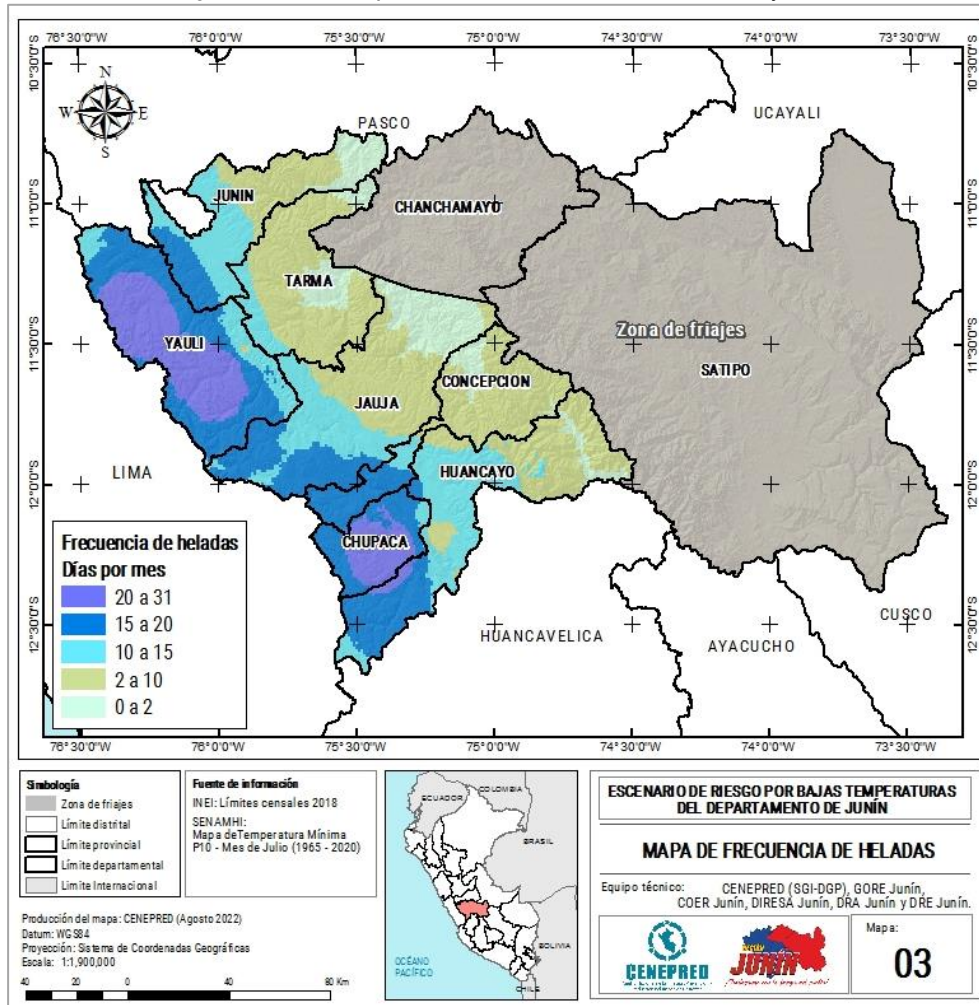 76°30'0"W 76°0'0"W 75°30'0"W 75°0'0"W 74°30'0"W 74°0'0"W 73°30'0"W
10°30'0"S 10°30'0"S
N
W E
S
PASCO
UCAYALI
11°0'0"S 11°0'0"S
JUNIN
CHANCHAMAYO
TARMA
Zona de friajes
11°30'0"S 11°30'0"S
YAULI
SATIPO
CONCEPCION
JAUJA
LIMA
HUANCAYO
12°0'0"S 12°0'0"S
CHUPACA
CUSCO
HUANCAVELICA
AYACUCHO
12°30'0"S 12°30'0"S
Frecuencia de heladas
Días por mes
20 a 31
15 a 20
10 a 15
2 a 10
0 a 2
76°30'0"W 76°0'0"W 75°30'0"W 75°0'0"W 74°30'0"W 74°0'0"W 73°30'0"W
Simbología
Zona de friajes
Límite distrital
Límite provincial
Límite departamental
Límite Internacional
Fuente de información
INEI: Límites censales 2018
SENAMHI:
Mapa de Temperatura Mínima
P10 - Mes de Julio (1965 - 2020)
Producción del mapa: CENEPRED (Agosto 2022)
Datum: WGS84
Proyección: Sistema de Coordenadas Geográficas
Escala: 1:1,900,000
40 20 0 40 80 Km
ECUADOR
COLOMBIA
BRASIL
BOLIVIA
OCÉANO
PACÍFICO
CHILE
ESCENARIO DE RIESGO POR BAJAS TEMPERATURAS
DEL DEPARTAMENTO DE JUNÍN
MAPA DE FRECUENCIA DE HELADAS
Equipo técnico: CENEPRED (SGI-DGP), GORE Junín,
COER Junín, DIRESA Junín, DRA Junín y DRE Junín.
CENEPRED
JUNÍN
Mapa:
03